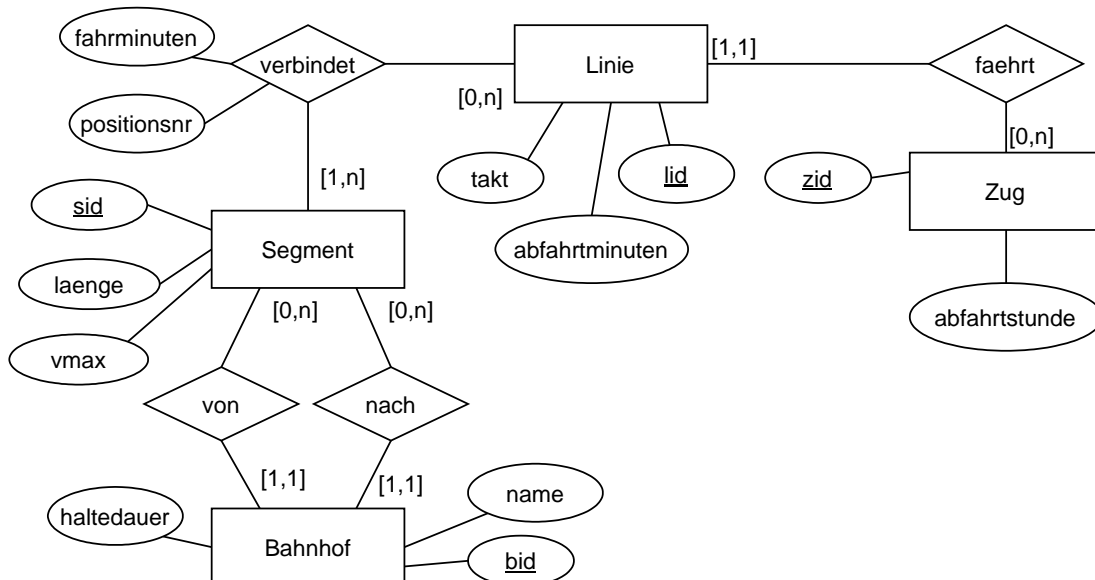 fahrminuten
verbindet
[0,n]
Linie
[1,1]
faehrt
positionsnr
[1,n]
takt
lid
abfahrtminuten
[0,n]
zid
Zug
abfahrtstunde
sid
laenge
vmax
Segment
[0,n]
[0,n]
von
nach
[1,1]
[1,1]
haltedauer
Bahnhof
name
bid